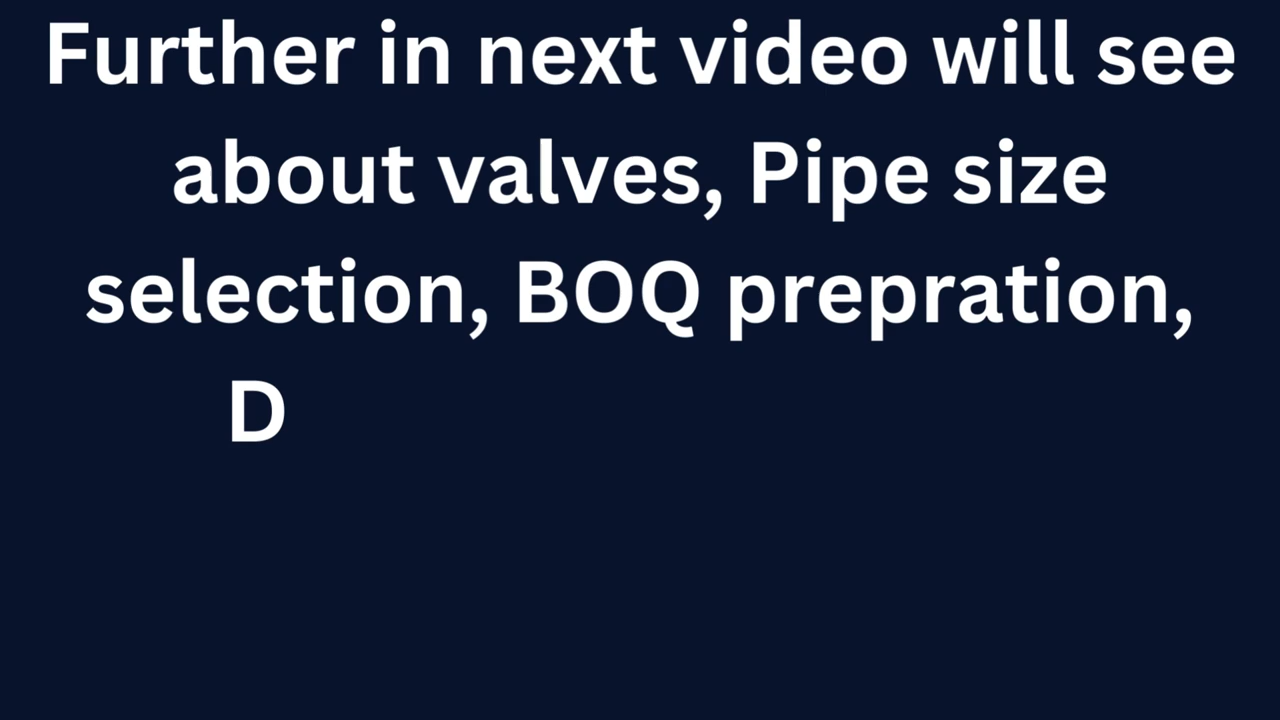 Further in next video will see
about valves, Pipe size
selection, BOQ prepration,
D